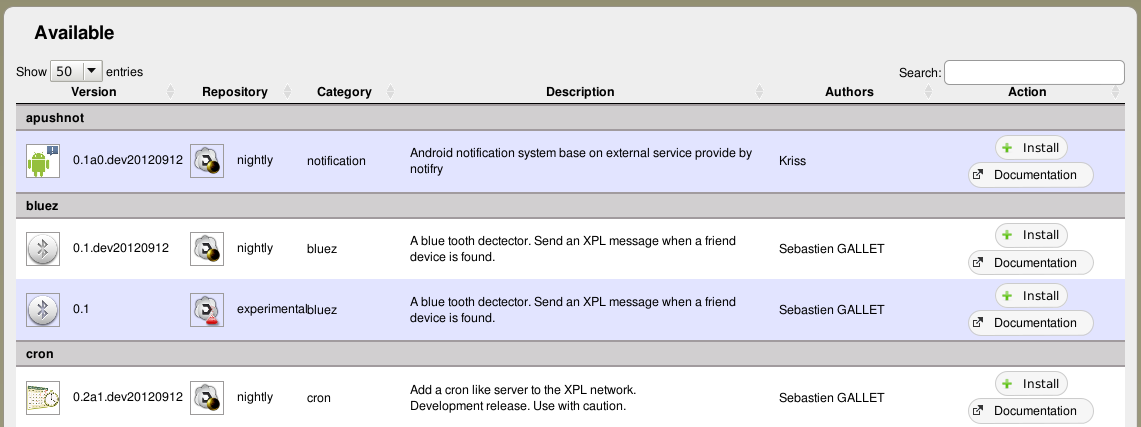 Available
Show 50 entries
Search:
Version Repository Category Description Authors Action
apushnot
0.1a0.dev20120912 nightly notification Android notification system base on external service provide by Kriss Install
notifry Documentation
bluez
0.1.dev20120912 nightly bluez A blue tooth dectector. Send an XPL message when a friend Sebastien GALLET Install
device is found. Documentation
0.1 experimental bluez A blue tooth dectector. Send an XPL message when a friend Sebastien GALLET Install
device is found. Documentation
cron
0.2a1.dev20120912 nightly cron Add a cron like server to the XPL network. Sebastien GALLET Install
Development release. Use with caution. Documentation